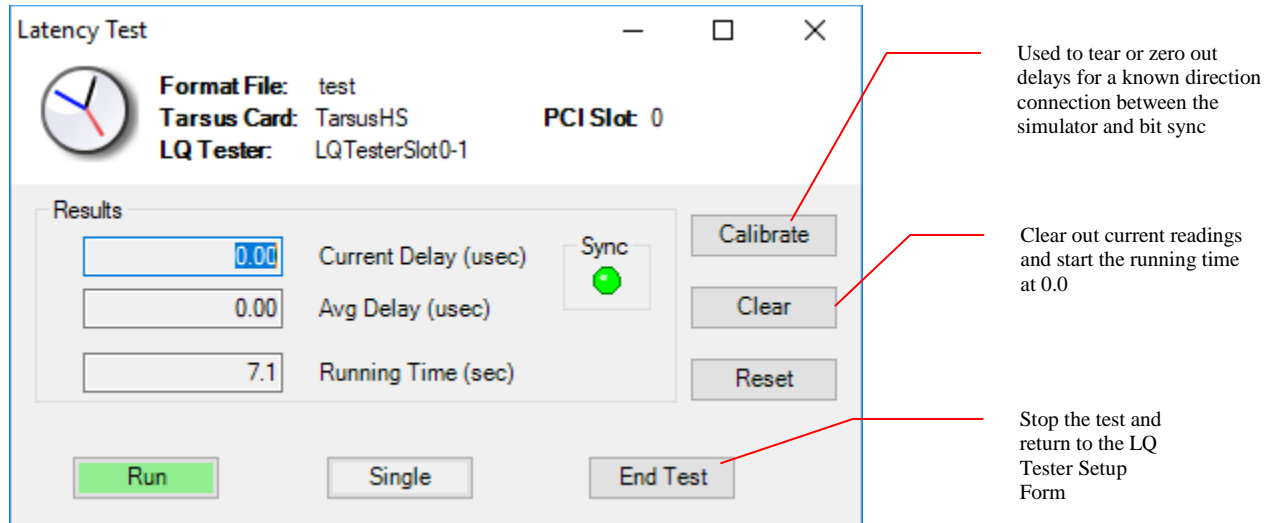 Latency Test
Format File: test
Tarsus Card: TarsusHS PCI Slot: 0
LQ Tester: LQTesterSlot0-1
Results
0.00 Current Delay (usec)
Sync
0.00 Avg Delay (usec)
7.1 Running Time (sec)
Calibrate
Clear
Reset
Run Single End Test
Used to tear or zero out
delays for a known direction
connection between the
simulator and bit sync
Clear out current readings
and start the running time
at 0.0
Stop the test and
return to the LQ
Tester Setup
Form